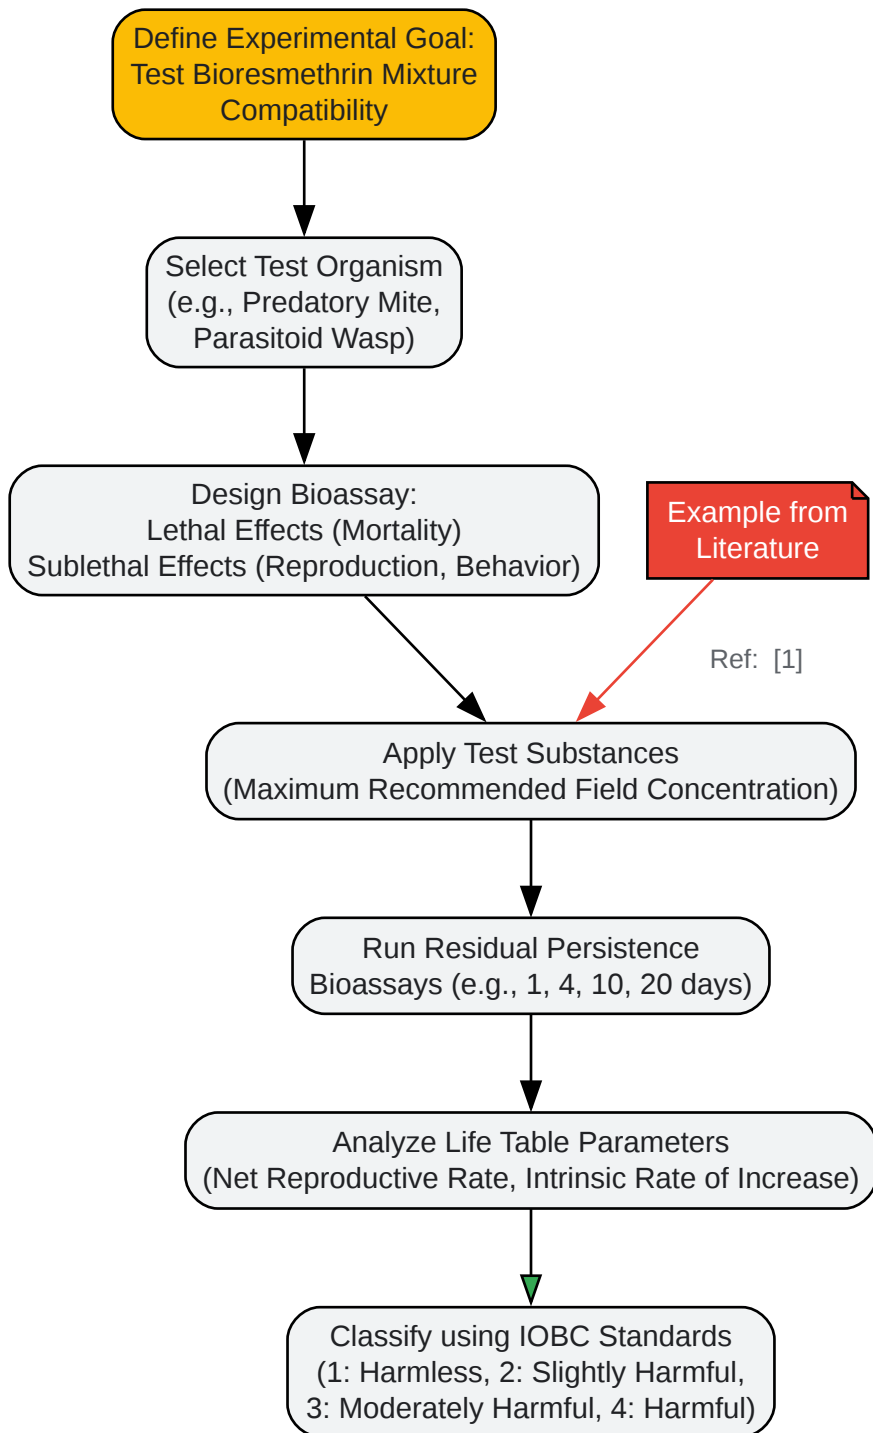 Define Experimental Goal:
Test Bioresmethrin Mixture
Compatibility
Select Test Organism
(e.g., Predatory Mite,
Parasitoid Wasp)
Design Bioassay:
Lethal Effects (Mortality)
Sublethal Effects (Reproduction, Behavior)
Example from
Literature
Ref:  [1]
Apply Test Substances
(Maximum Recommended Field Concentration)
Run Residual Persistence
Bioassays (e.g., 1, 4, 10, 20 days)
Analyze Life Table Parameters
(Net Reproductive Rate, Intrinsic Rate of Increase)
Classify using IOBC Standards
(1: Harmless, 2: Slightly Harmful,
3: Moderately Harmful, 4: Harmful)